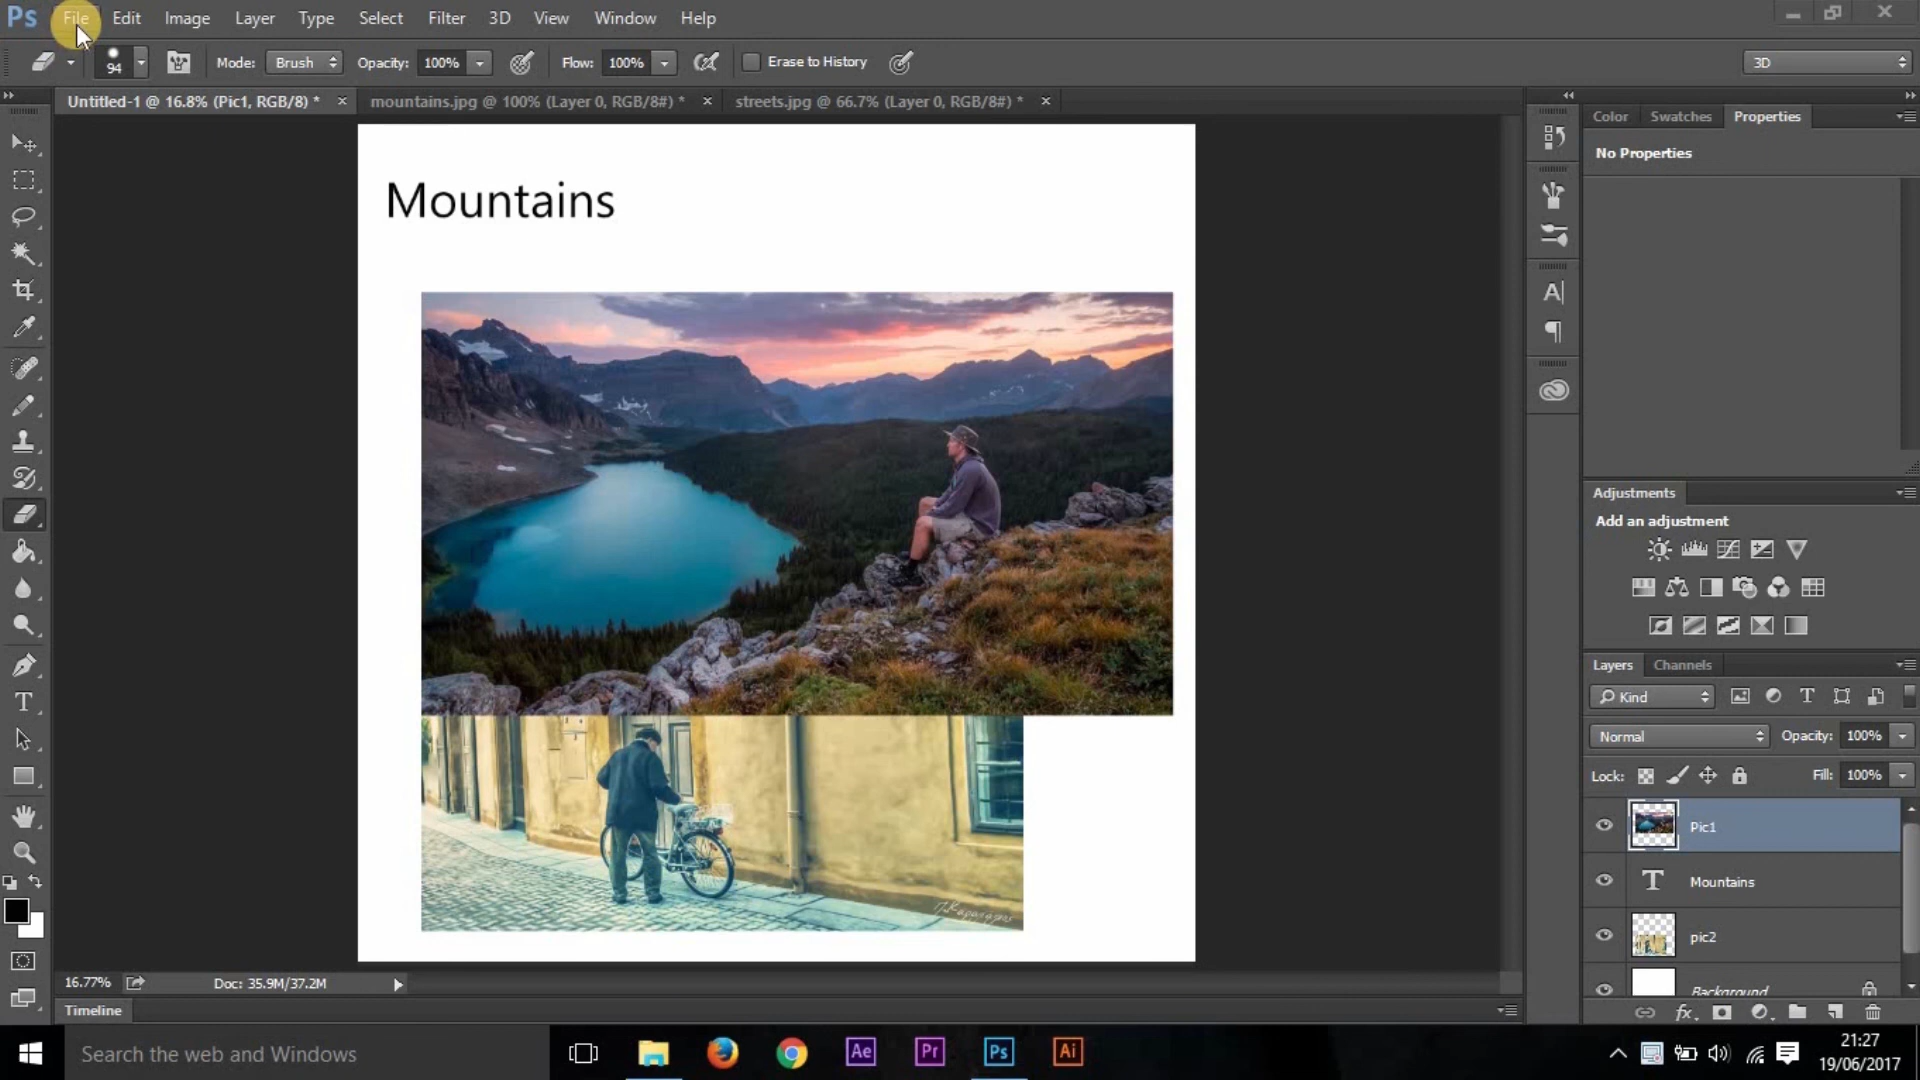 Ps File Edit Image Layer Type Select Filter 3D View Window Help
94 Mode: Brush Opacity: 100% Flow: 100% Erase to History 3D
Untitled-1 @ 16.8% (Pic1, RGB/8) * × mountains.jpg @ 100% (Layer 0, RGB/8#) * × streets.jpg @ 66.7% (Layer 0, RGB/8#) * ×
Color Swatches Properties
No Properties
Mountains
Adjustments
Add an adjustment
Layers Channels
Kind
Normal Opacity: 100%
Lock: Fill: 100%
Pic1
Mountains
pic2
Background
16.77% Doc: 35.9M/37.2M
Timeline
Search the web and Windows Ae Pr Ps Ai
21:27
19/06/2017